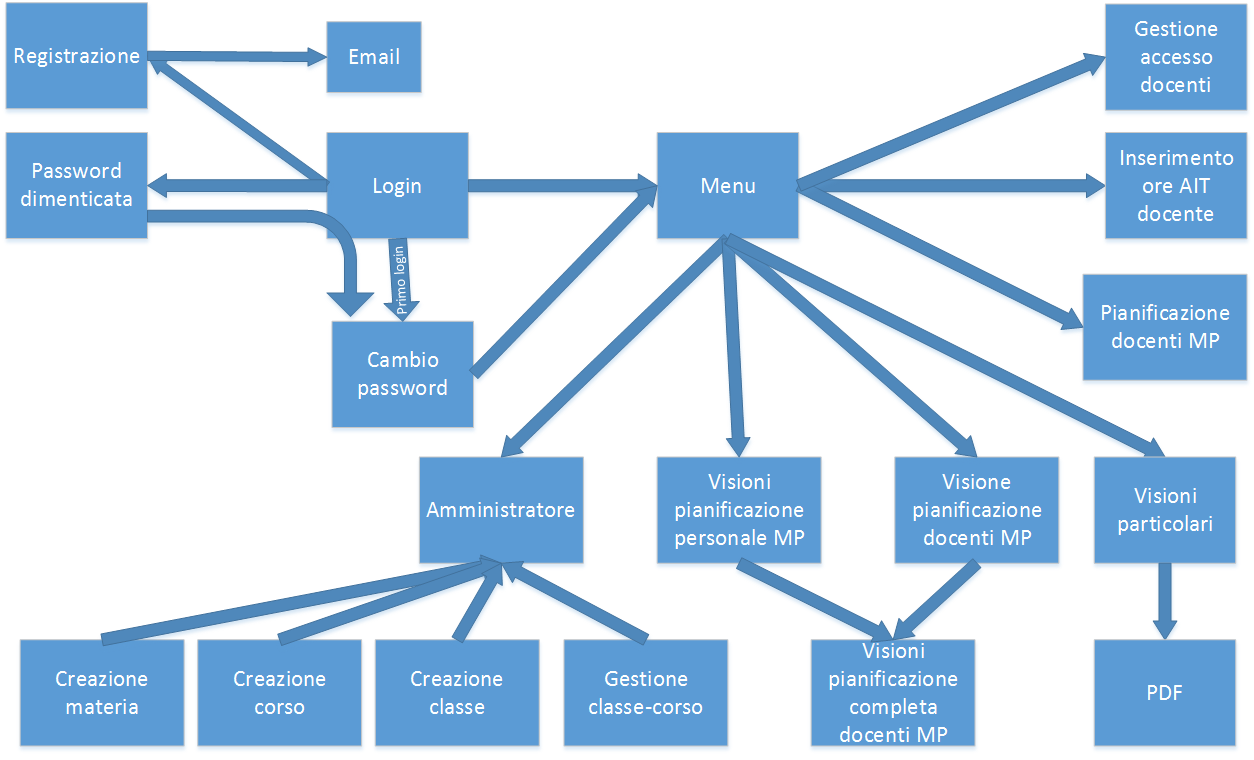 Registrazione
Email
Gestione
accesso
docenti
Password
dimenticata
Login
Menu
Inserimento
ore AIT
docente
Primo login
Pianificazione
docenti MP
Cambio
password
Amministratore
Visioni
pianificazione
personale MP
Visione
pianificazione
docenti MP
Visioni
particolari
Creazione
materia
Creazione
corso
Creazione
classe
Gestione
classe-corso
Visioni
pianificazione
completa
docenti MP
PDF